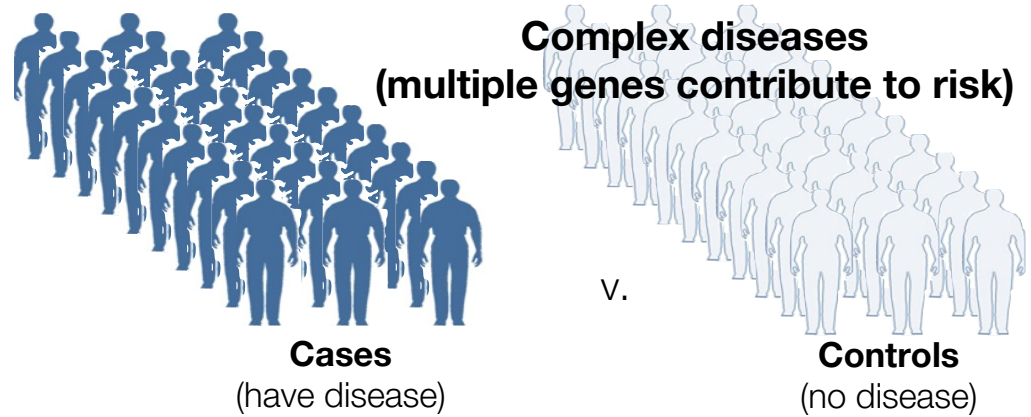 Complex diseases
(multiple genes contribute to risk)
v.
Cases
(have disease)
Controls
(no disease)